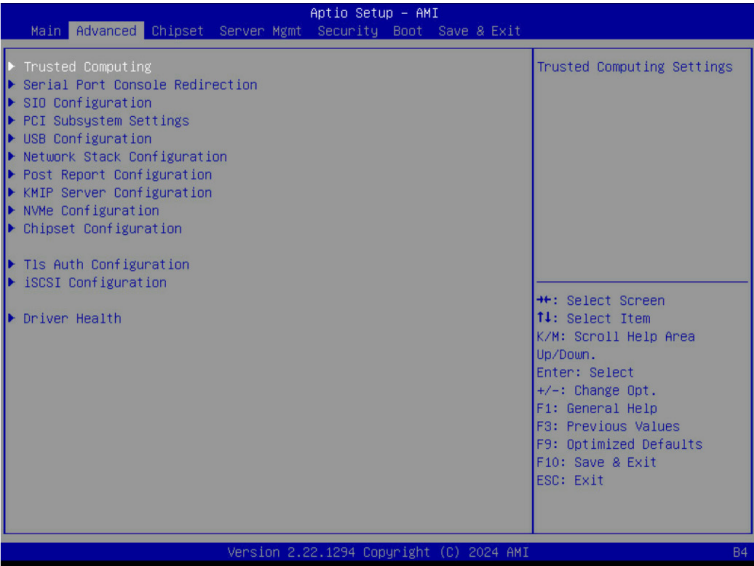 Aptio Setup – AMI
Main Advanced Chipset Server Mgmt Security Boot Save & Exit
▶ Trusted Computing
▶ Serial Port Console Redirection
▶ SIO Configuration
▶ PCI Subsystem Settings
▶ USB Configuration
▶ Network Stack Configuration
▶ Post Report Configuration
▶ KMIP Server Configuration
▶ NVMe Configuration
▶ Chipset Configuration
▶ Tls Auth Configuration
▶ iSCSI Configuration
▶ Driver Health
Trusted Computing Settings
→←: Select Screen
↑↓: Select Item
K/M: Scroll Help Area
Up/Down.
Enter: Select
+/-: Change Opt.
F1: General Help
F3: Previous Values
F9: Optimized Defaults
F10: Save & Exit
ESC: Exit
Version 2.22.1294 Copyright (C) 2024 AMI
B4